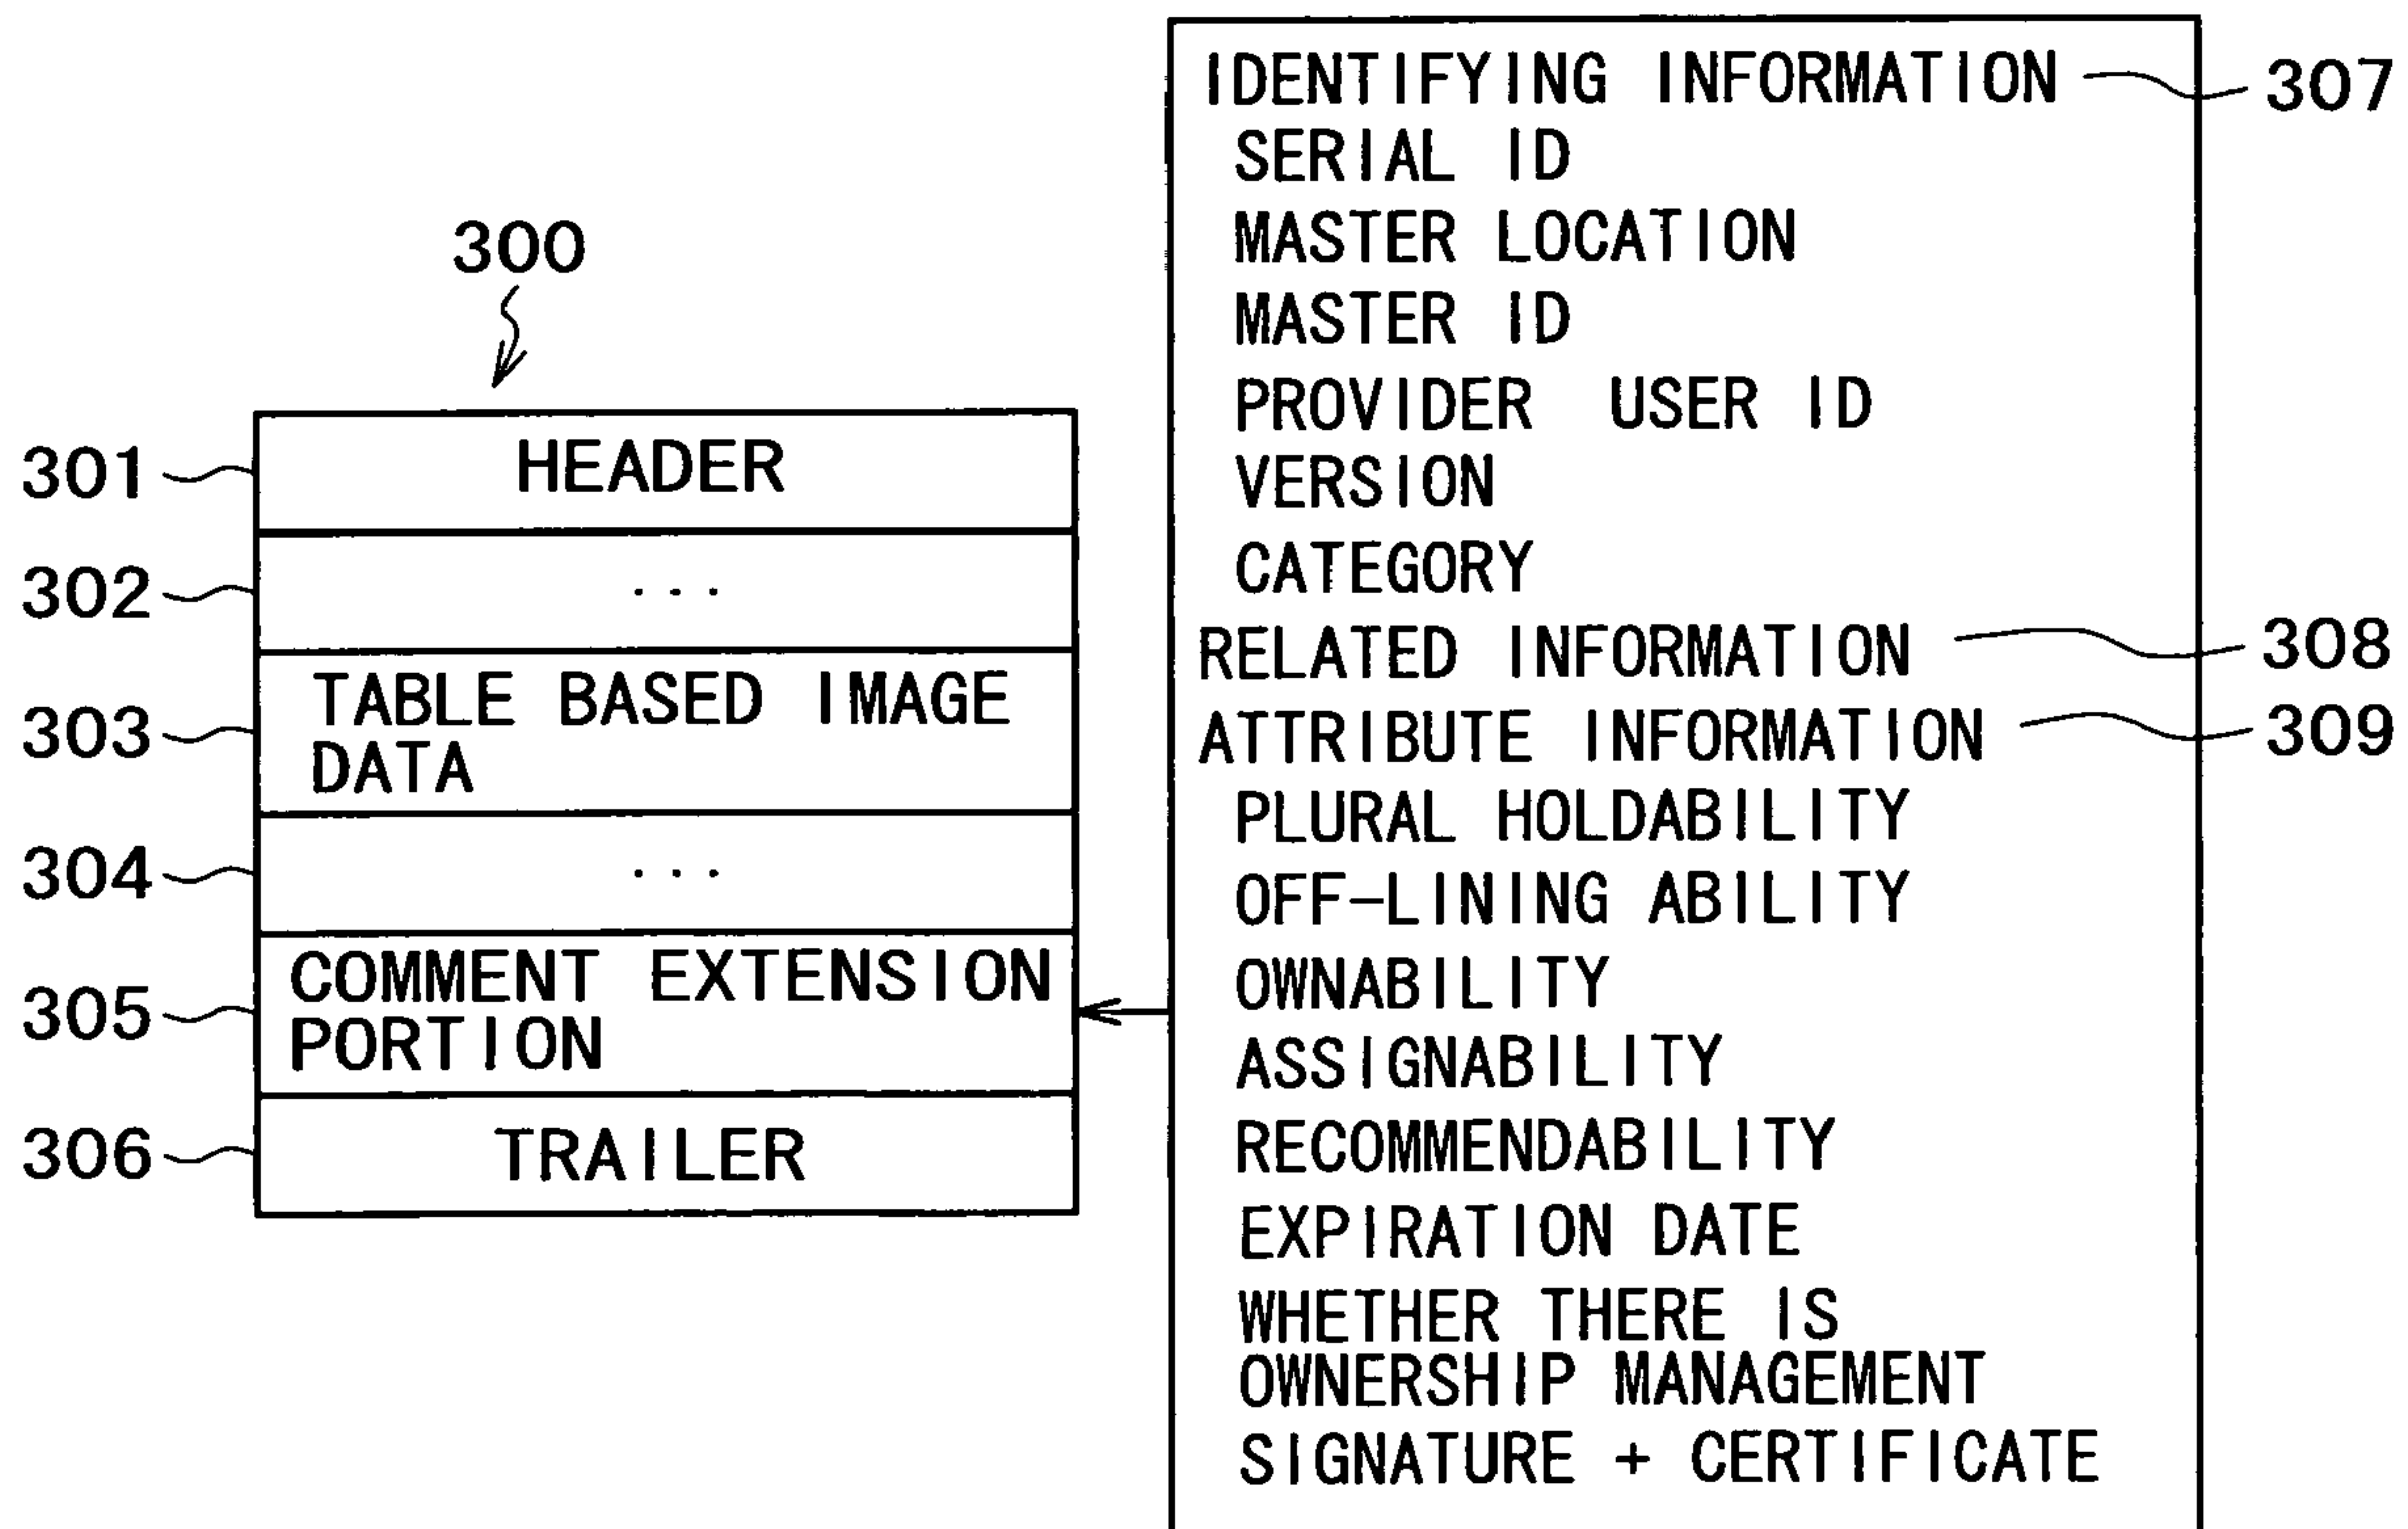 300
301
HEADER
302
...
303
TABLE BASED IMAGE
DATA
304
...
305
COMMENT EXTENSION
PORTION
306
TRAILER
IDENTIFYING INFORMATION
307
SERIAL ID
MASTER LOCATION
MASTER ID
PROVIDER USER ID
VERSION
CATEGORY
RELATED INFORMATION
308
ATTRIBUTE INFORMATION
309
PLURAL HOLDABILITY
OFF-LINING ABILITY
OWNABILITY
ASSIGNABILITY
RECOMMENDABILITY
EXPIRATION DATE
WHETHER THERE IS
OWNERSHIP MANAGEMENT
SIGNATURE + CERTIFICATE